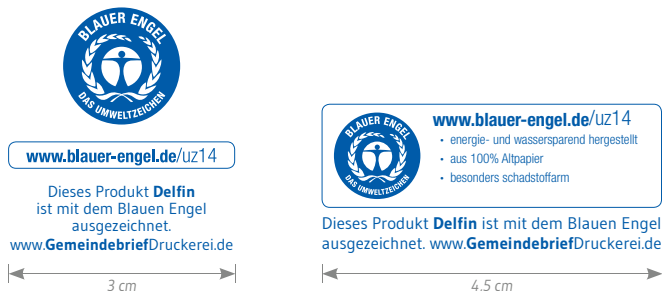 BLAUER ENGEL
DAS UMWELTZEICHEN
www.blauer-engel.de/uz14
Dieses Produkt Delfin
ist mit dem Blauen Engel
ausgezeichnet.
www.GemeindebriefDruckerei.de
3 cm
BLAUER ENGEL
DAS UMWELTZEICHEN
www.blauer-engel.de/uz14
• energie- und wassersparend hergestellt
• aus 100% Altpapier
• besonders schadstoffarm
Dieses Produkt Delfin ist mit dem Blauen Engel
ausgezeichnet. www.GemeindebriefDruckerei.de
4,5 cm